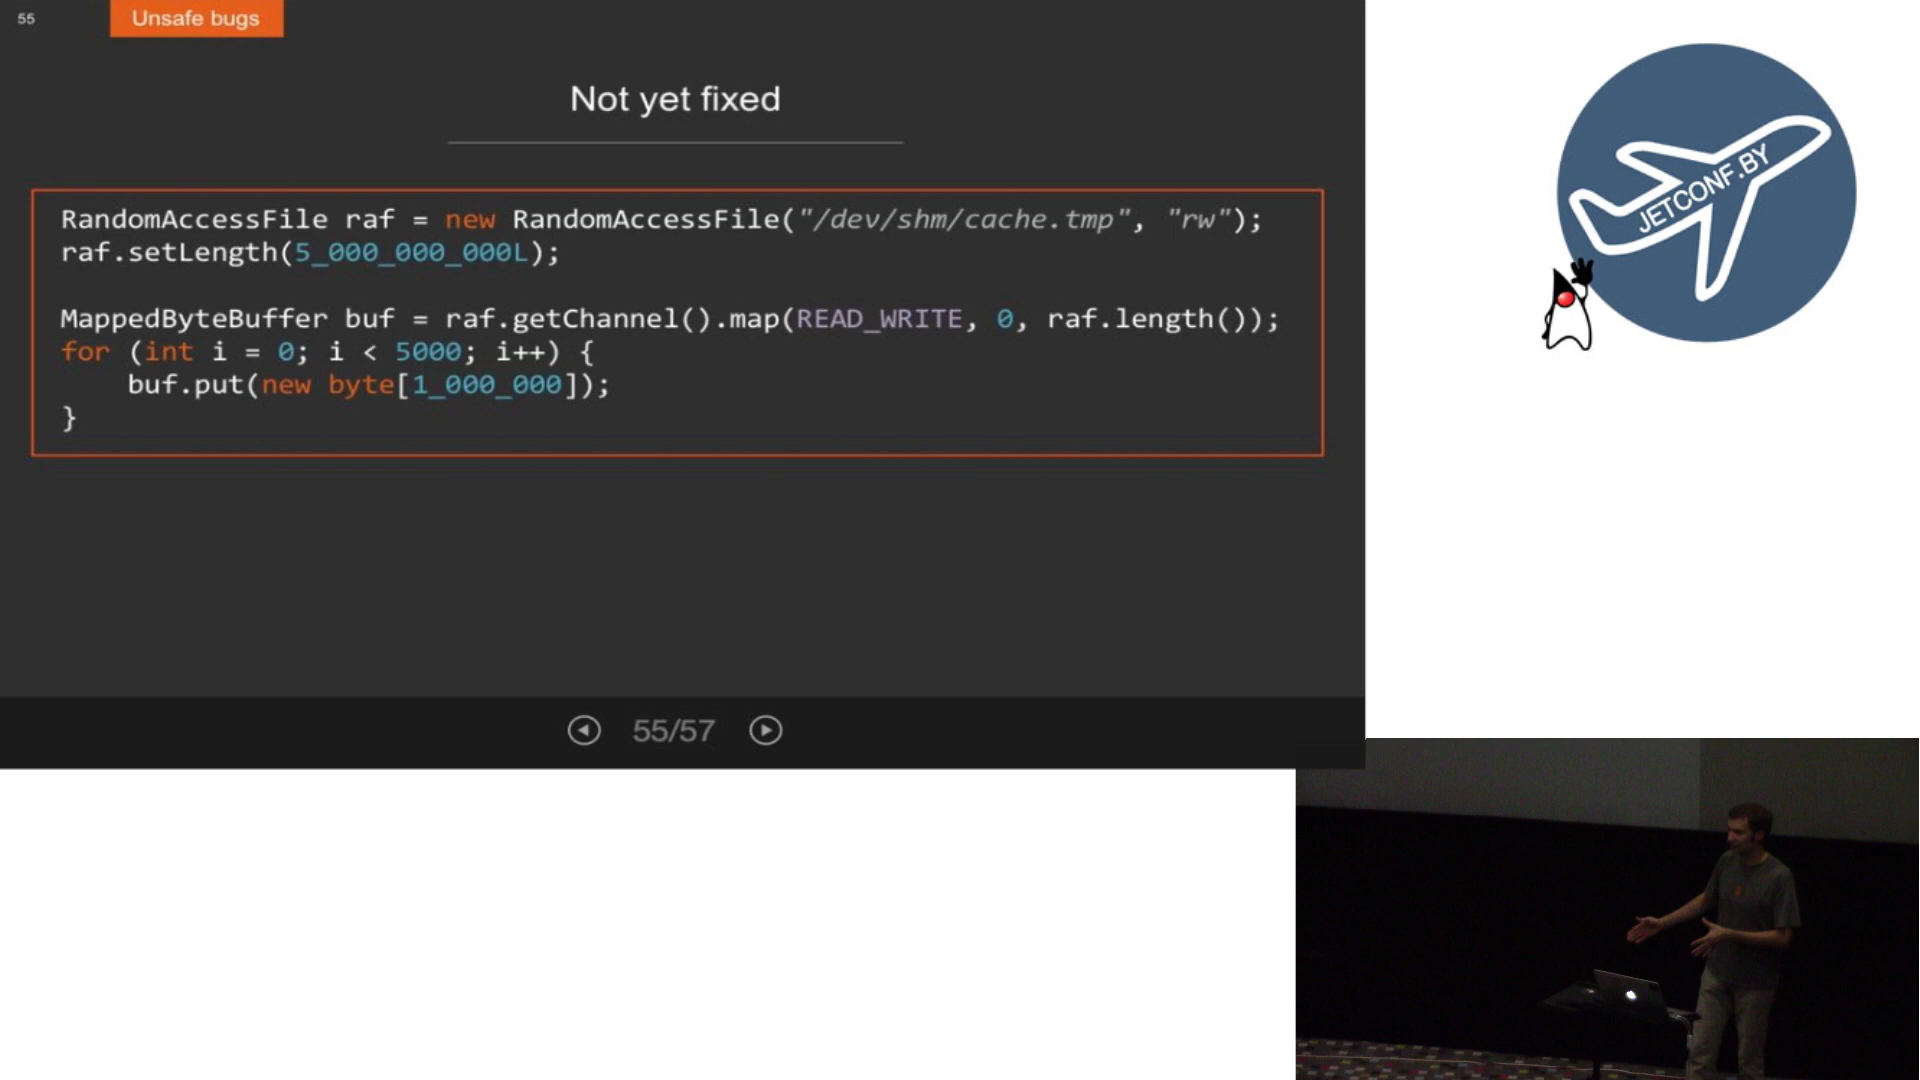 55
Unsafe bugs
Not yet fixed
RandomAccessFile raf = new RandomAccessFile("/dev/shm/cache.tmp", "rw");
raf.setLength(5_000_000_000L);
MappedByteBuffer buf = raf.getChannel().map(READ_WRITE, 0, raf.length());
for (int i = 0; i < 5000; i++) {
    buf.put(new byte[1_000_000]);
}
55/57
JETCONF.BY